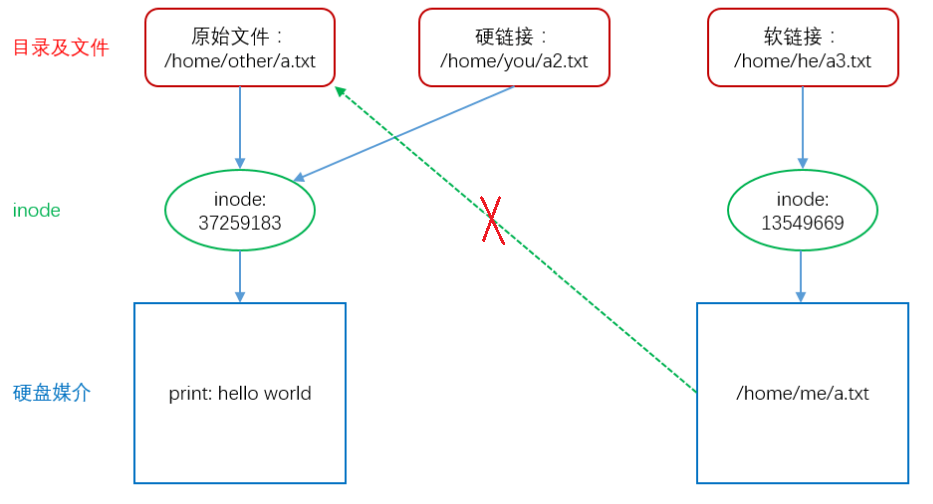 目录及文件
原始文件：
/home/other/a.txt
硬链接：
/home/you/a2.txt
软链接：
/home/he/a3.txt
inode
inode:
37259183
inode:
13549669
硬盘媒介
print: hello world
/home/me/a.txt